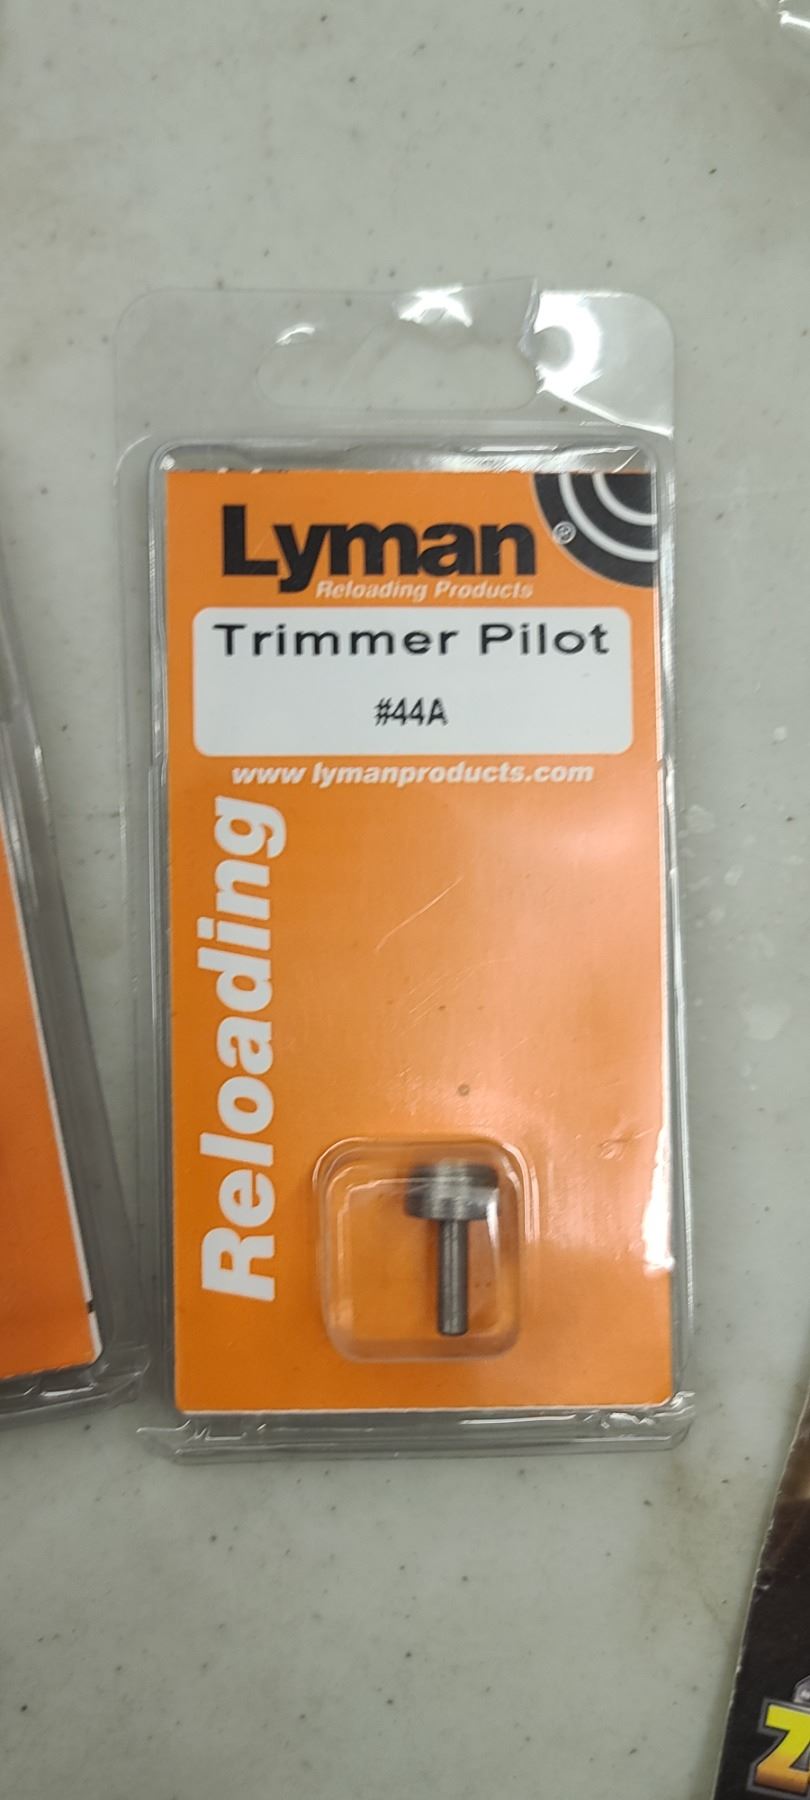 Lyman®
Reloading Products
Trimmer Pilot
#44A
www lymanproducts.com
Reloading
Z